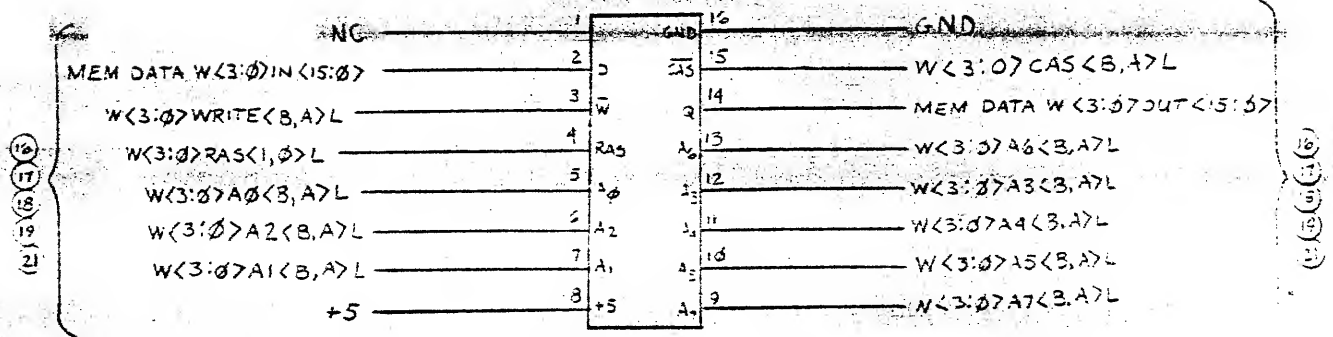 NC 1 GND 16 GND
MEM DATA W<3:Ø>IN<15:Ø> 2 D CAS 15 W<3:0>CAS<B,A>L
W<3:Ø>WRITE<B,A>L 3 W Q 14 MEM DATA W<3:Ø>OUT<15:Ø>
W<3:Ø>RAS<1,Ø>L 4 RAS A6 13 W<3:Ø>A6<B,A>L
W<3:Ø>AØ<B,A>L 5 AØ A3 12 W<3:Ø>A3<B,A>L
W<3:Ø>A2<B,A>L 6 A2 A4 11 W<3:Ø>A4<B,A>L
W<3:Ø>A1<B,A>L 7 A1 A5 1Ø W<3:Ø>A5<B,A>L
+5 8 +5 A7 9 W<3:Ø>A7<B,A>L
16
17
18
19
21